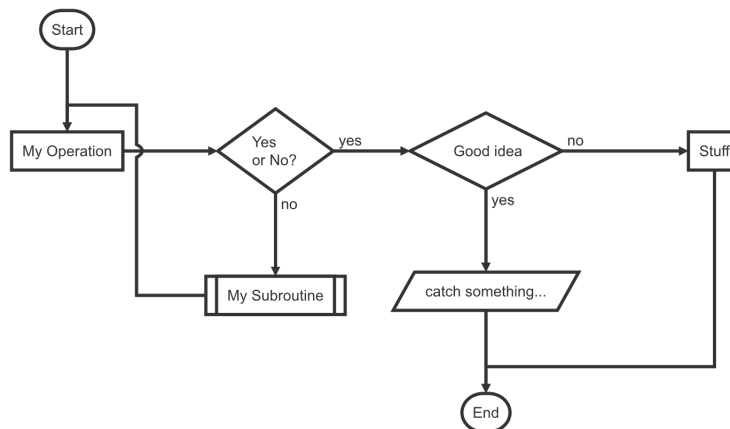 Start
My Operation
Yes
or No?
yes
Good idea
no
Stuff
no
yes
My Subroutine
catch something...
End